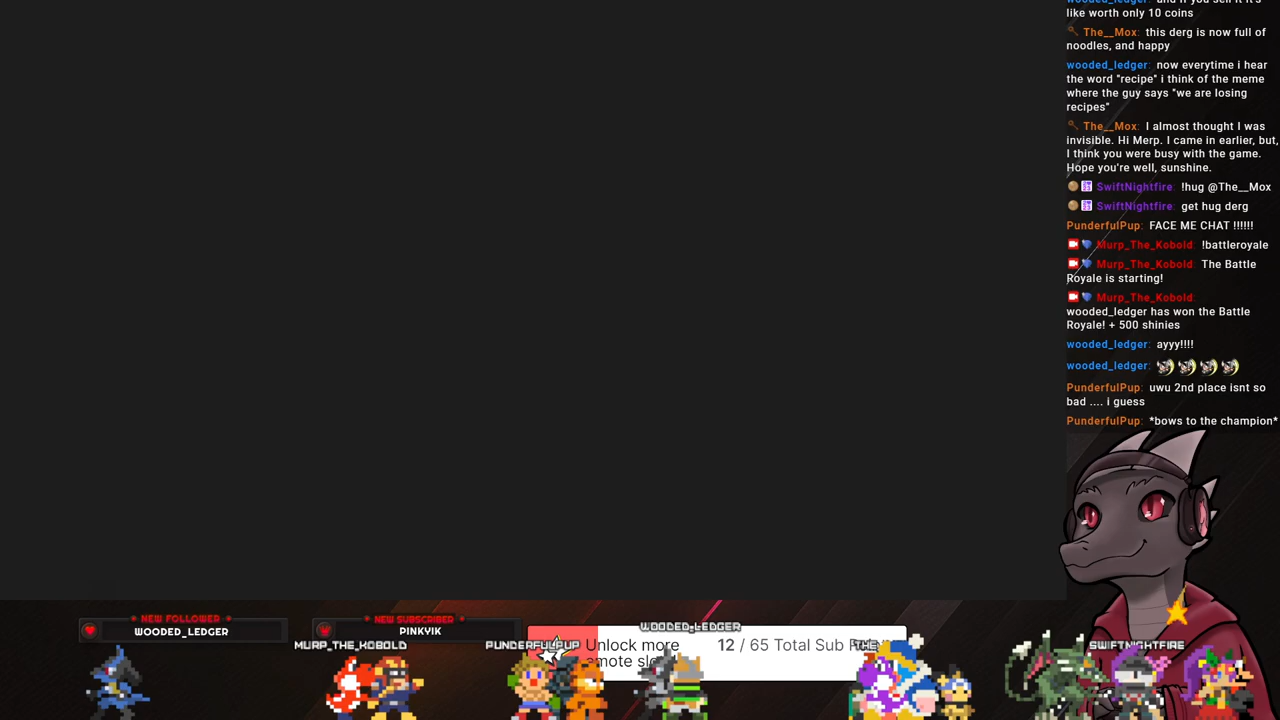 wooded_ledger: and if you sell it it's
like worth only 10 coins
The__Mox: this derg is now full of
noodles, and happy
wooded_ledger: now everytime i hear
the word "recipe" i think of the meme
where the guy says "we are losing
recipes"
The__Mox: I almost thought I was
invisible. Hi Merp. I came in earlier, but,
I think you were busy with the game.
Hope you're well, sunshine.
SwiftNightfire: !hug @The__Mox
SwiftNightfire: get hug derg
PunderfulPup: FACE ME CHAT !!!!!!
Murp_The_Kobold: !battleroyale
Murp_The_Kobold: The Battle
Royale is starting!
Murp_The_Kobold:
wooded_ledger has won the Battle
Royale! + 500 shinies
wooded_ledger: ayyy!!!!
wooded_ledger:
PunderfulPup: uwu 2nd place isnt so
bad .... i guess
PunderfulPup: *bows to the champion*
NEW FOLLOWER
WOODED_LEDGER
NEW SUBSCRIBER
PINKYIK
MURP_THE_KOBOLD
PUNDERFULPUP
WOODED_LEDGER
Unlock more
emote
12 / 65 Total Sub
SWIFTNIGHTFIRE